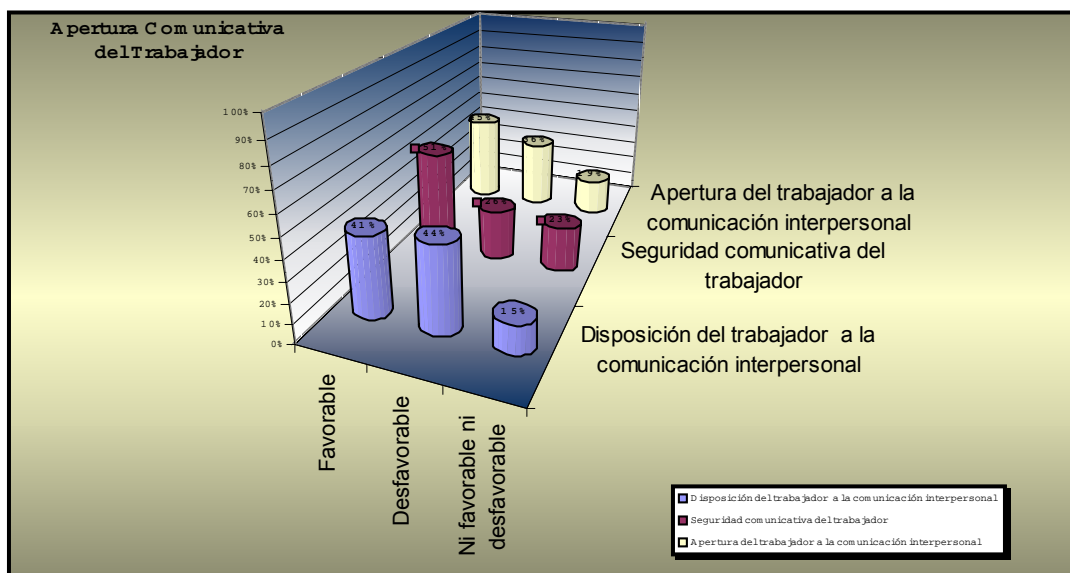 Apertura Comunicativa
del Trabajador
100%
90%
80%
70%
60%
50%
40%
30%
20%
10%
0%
41%
44%
15%
51%
26%
23%
45%
36%
19%
Apertura del trabajador a la
comunicación interpersonal
Seguridad comunicativa del
trabajador
Disposición del trabajador a la
comunicación interpersonal
Favorable
Desfavorable
Ni favorable ni
desfavorable
Disposición del trabajador a la comunicación interpersonal
Seguridad comunicativa del trabajador
Apertura del trabajador a la comunicación interpersonal